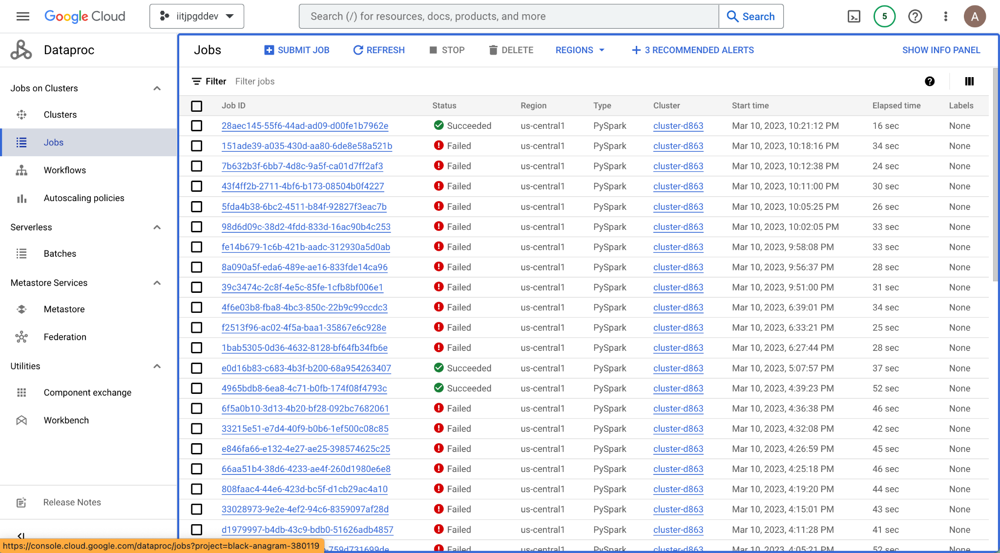 Google Cloud iitjpgddev Search (/) for resources, docs, products, and more Search 5 A
Dataproc
Jobs on Clusters
Clusters
Jobs
Workflows
Autoscaling policies
Serverless
Batches
Metastore Services
Metastore
Federation
Utilities
Component exchange
Workbench
Release Notes
Jobs SUBMIT JOB REFRESH STOP DELETE REGIONS 3 RECOMMENDED ALERTS SHOW INFO PANEL
Filter Filter jobs
Job ID Status Region Type Cluster Start time Elapsed time Labels
28aec145-55f6-44ad-ad09-d00fe1b7962e Succeeded us-central1 PySpark cluster-d863 Mar 10, 2023, 10:21:12 PM 16 sec None
151ade39-a035-430d-aa80-6de8e58a521b Failed us-central1 PySpark cluster-d863 Mar 10, 2023, 10:18:16 PM 34 sec None
7b632b3f-6bb7-4d8c-9a5f-ca01d7ff2af3 Failed us-central1 PySpark cluster-d863 Mar 10, 2023, 10:12:38 PM 24 sec None
43f4ff2b-2711-4bf6-b173-08504b0f4227 Failed us-central1 PySpark cluster-d863 Mar 10, 2023, 10:11:00 PM 30 sec None
5fda4b38-6bc2-4511-b84f-92827f3eac7b Failed us-central1 PySpark cluster-d863 Mar 10, 2023, 10:05:25 PM 26 sec None
98d6d09c-38d2-4fdd-833d-16ac90b4c253 Failed us-central1 PySpark cluster-d863 Mar 10, 2023, 10:02:05 PM 33 sec None
fe14b679-1c6b-421b-aadc-312930a5d0ab Failed us-central1 PySpark cluster-d863 Mar 10, 2023, 9:58:08 PM 33 sec None
8a090a5f-eda6-489e-ae16-833fde14ca96 Failed us-central1 PySpark cluster-d863 Mar 10, 2023, 9:56:37 PM 28 sec None
39c3474c-2c8f-4e5c-85fe-1cfb8bf006e1 Failed us-central1 PySpark cluster-d863 Mar 10, 2023, 9:51:00 PM 31 sec None
4f6e03b8-fba8-4bc3-850c-22b9c99ccdc3 Failed us-central1 PySpark cluster-d863 Mar 10, 2023, 6:39:01 PM 34 sec None
f2513f96-ac02-4f5a-baa1-35867e6c928e Failed us-central1 PySpark cluster-d863 Mar 10, 2023, 6:33:21 PM 25 sec None
1bab5305-0d36-4632-8128-bf64fb34fb6e Failed us-central1 PySpark cluster-d863 Mar 10, 2023, 6:27:44 PM 28 sec None
e0d16b83-c683-4b3f-b200-68a954263407 Succeeded us-central1 PySpark cluster-d863 Mar 10, 2023, 5:07:57 PM 37 sec None
4965bdb8-6ea8-4c71-b0fb-174f08f4793c Succeeded us-central1 PySpark cluster-d863 Mar 10, 2023, 4:39:23 PM 52 sec None
6f5a0b10-3d13-4b20-bf28-092bc7682061 Failed us-central1 PySpark cluster-d863 Mar 10, 2023, 4:36:38 PM 46 sec None
33215e51-e7d4-40f9-b0b6-1ef500c08c85 Failed us-central1 PySpark cluster-d863 Mar 10, 2023, 4:32:08 PM 42 sec None
e846fa66-e132-4e27-ae25-398574625c25 Failed us-central1 PySpark cluster-d863 Mar 10, 2023, 4:26:59 PM 45 sec None
66aa51b4-38d6-4233-ae4f-260d1980e6e8 Failed us-central1 PySpark cluster-d863 Mar 10, 2023, 4:25:18 PM 46 sec None
808faac4-44e6-423d-bc5f-d1cb29ac4a10 Failed us-central1 PySpark cluster-d863 Mar 10, 2023, 4:19:20 PM 44 sec None
33028973-9e2e-4ef2-94c6-8359097af28d Failed us-central1 PySpark cluster-d863 Mar 10, 2023, 4:15:01 PM 43 sec None
d1979997-b4db-43c9-bdb0-51626adb4857 Failed us-central1 PySpark cluster-d863 Mar 10, 2023, 4:11:28 PM 41 sec None
-759d731699de Failed us-central1 PySpark cluster-d863 Mar 10, 2023, 4:05:21 PM 52 sec None
https://console.cloud.google.com/dataproc/jobs?project=black-anagram-380119